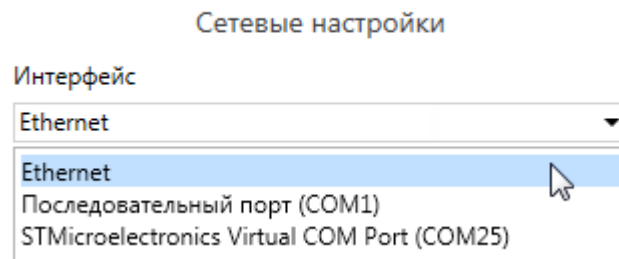 Сетевые настройки
Интерфейс
Ethernet
Ethernet
Последовательный порт (COM1)
STMicroelectronics Virtual COM Port (COM25)